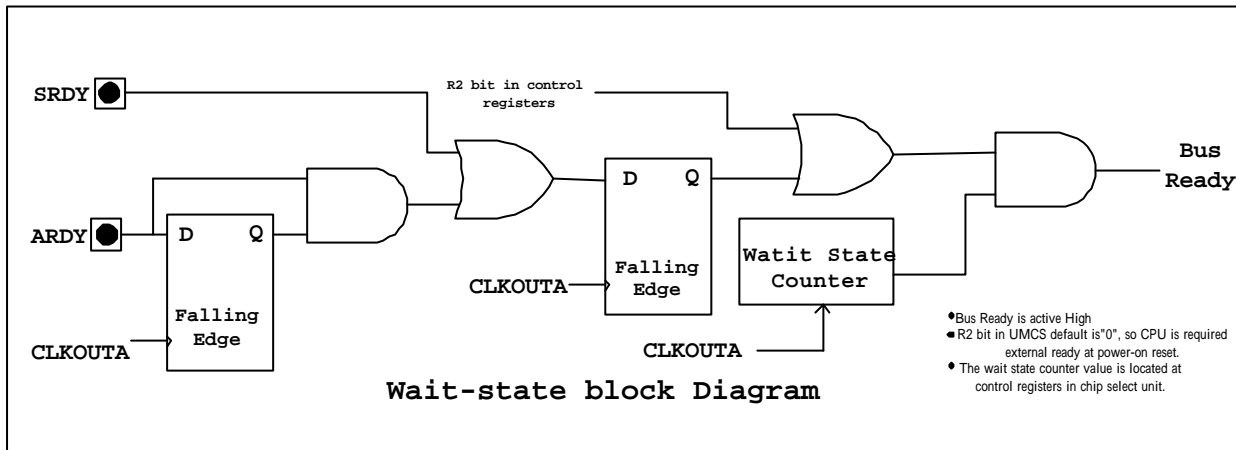 SRDY
R2 bit in control
registers
Bus
Ready
D Q
ARDY
D Q
Watit State
Counter
Falling
Edge
CLKOUTA
Falling
Edge
CLKOUTA
CLKOUTA
Bus Ready is active High
R2 bit in UMCS default is"0", so CPU is required
external ready at power-on reset.
The wait state counter value is located at
control registers in chip select unit.
Wait-state block Diagram